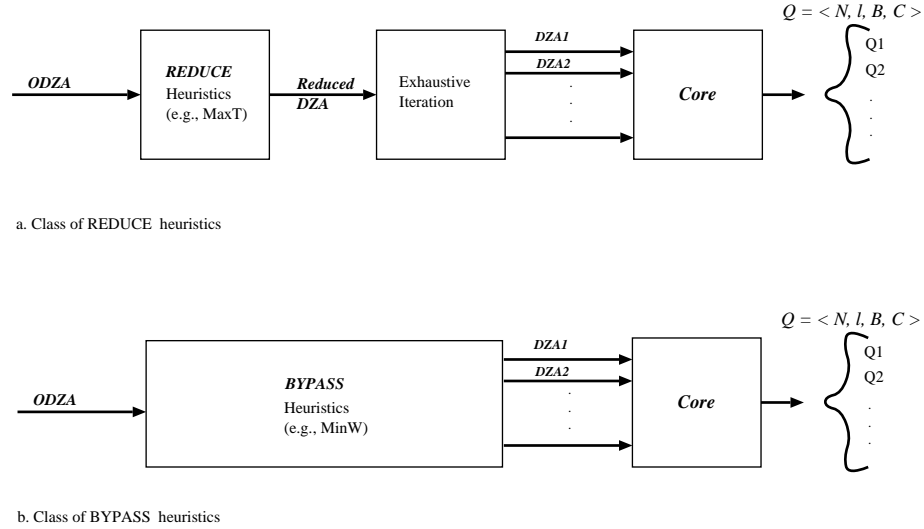 Q = < N, l, B, C >
ODZA
REDUCE
Heuristics
(e.g., MaxT)
Reduced
DZA
Exhaustive
Iteration
DZA1
DZA2
.
.
.
Core
Q1
Q2
.
.
.
a. Class of REDUCE heuristics
Q = < N, l, B, C >
ODZA
BYPASS
Heuristics
(e.g., MinW)
DZA1
DZA2
.
.
.
Core
Q1
Q2
.
.
.
b. Class of BYPASS heuristics